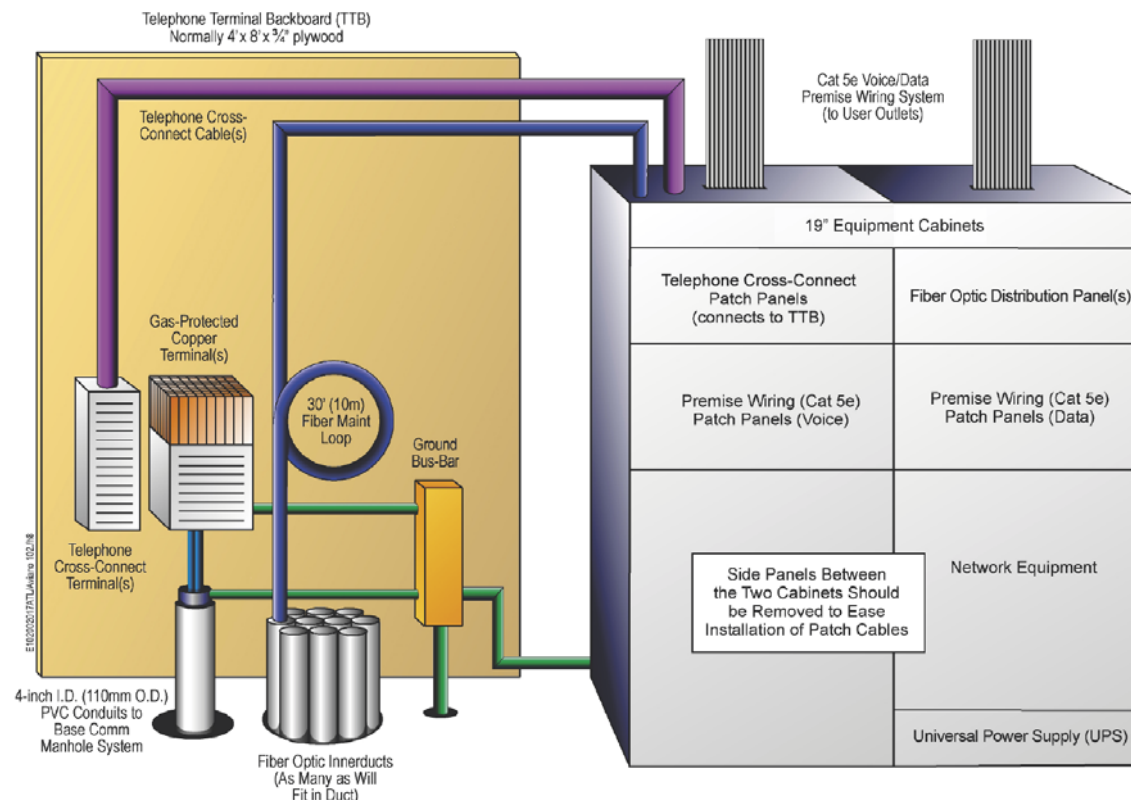 Telephone Terminal Backboard (TTB)
Normally 4' x 8' x ¾" plywood
Telephone Cross-
Connect Cable(s)
Cat 5e Voice/Data
Premise Wiring System
(to User Outlets)
19" Equipment Cabinets
Telephone Cross-Connect
Patch Panels
(connects to TTB)
Fiber Optic Distribution Panel(s)
Gas-Protected
Copper
Terminal(s)
30' (10m)
Fiber Maint
Loop
Premise Wiring (Cat 5e)
Patch Panels (Voice)
Premise Wiring (Cat 5e)
Patch Panels (Data)
Ground
Bus-Bar
Telephone
Cross-Connect
Terminal(s)
Side Panels Between
the Two Cabinets Should
be Removed to Ease
Installation of Patch Cables
Network Equipment
4-inch I.D. (110mm O.D.)
PVC Conduits to
Base Comm
Manhole System
Fiber Optic Innerducts
(As Many as Will
Fit in Duct)
Universal Power Supply (UPS)